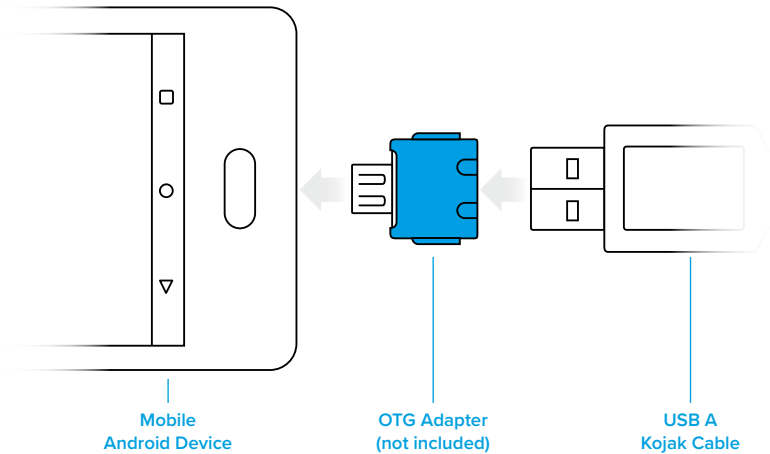 Mobile
Android Device
OTG Adapter
(not included)
USB A
Kojak Cable